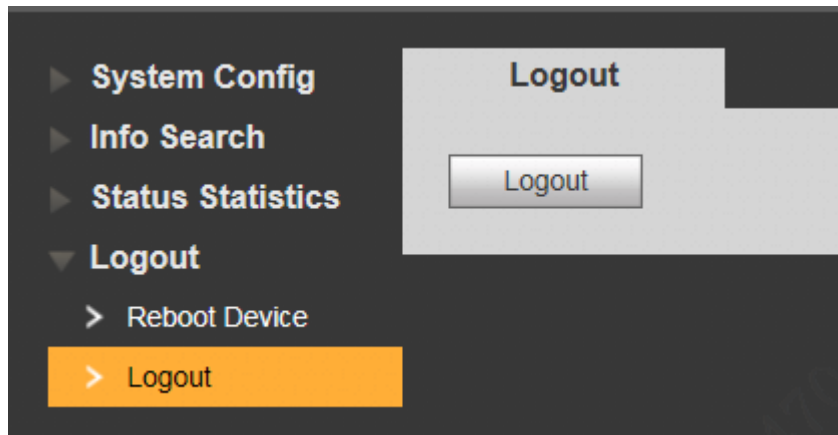 System Config
Info Search
Status Statistics
Logout
Reboot Device
Logout
Logout
Logout